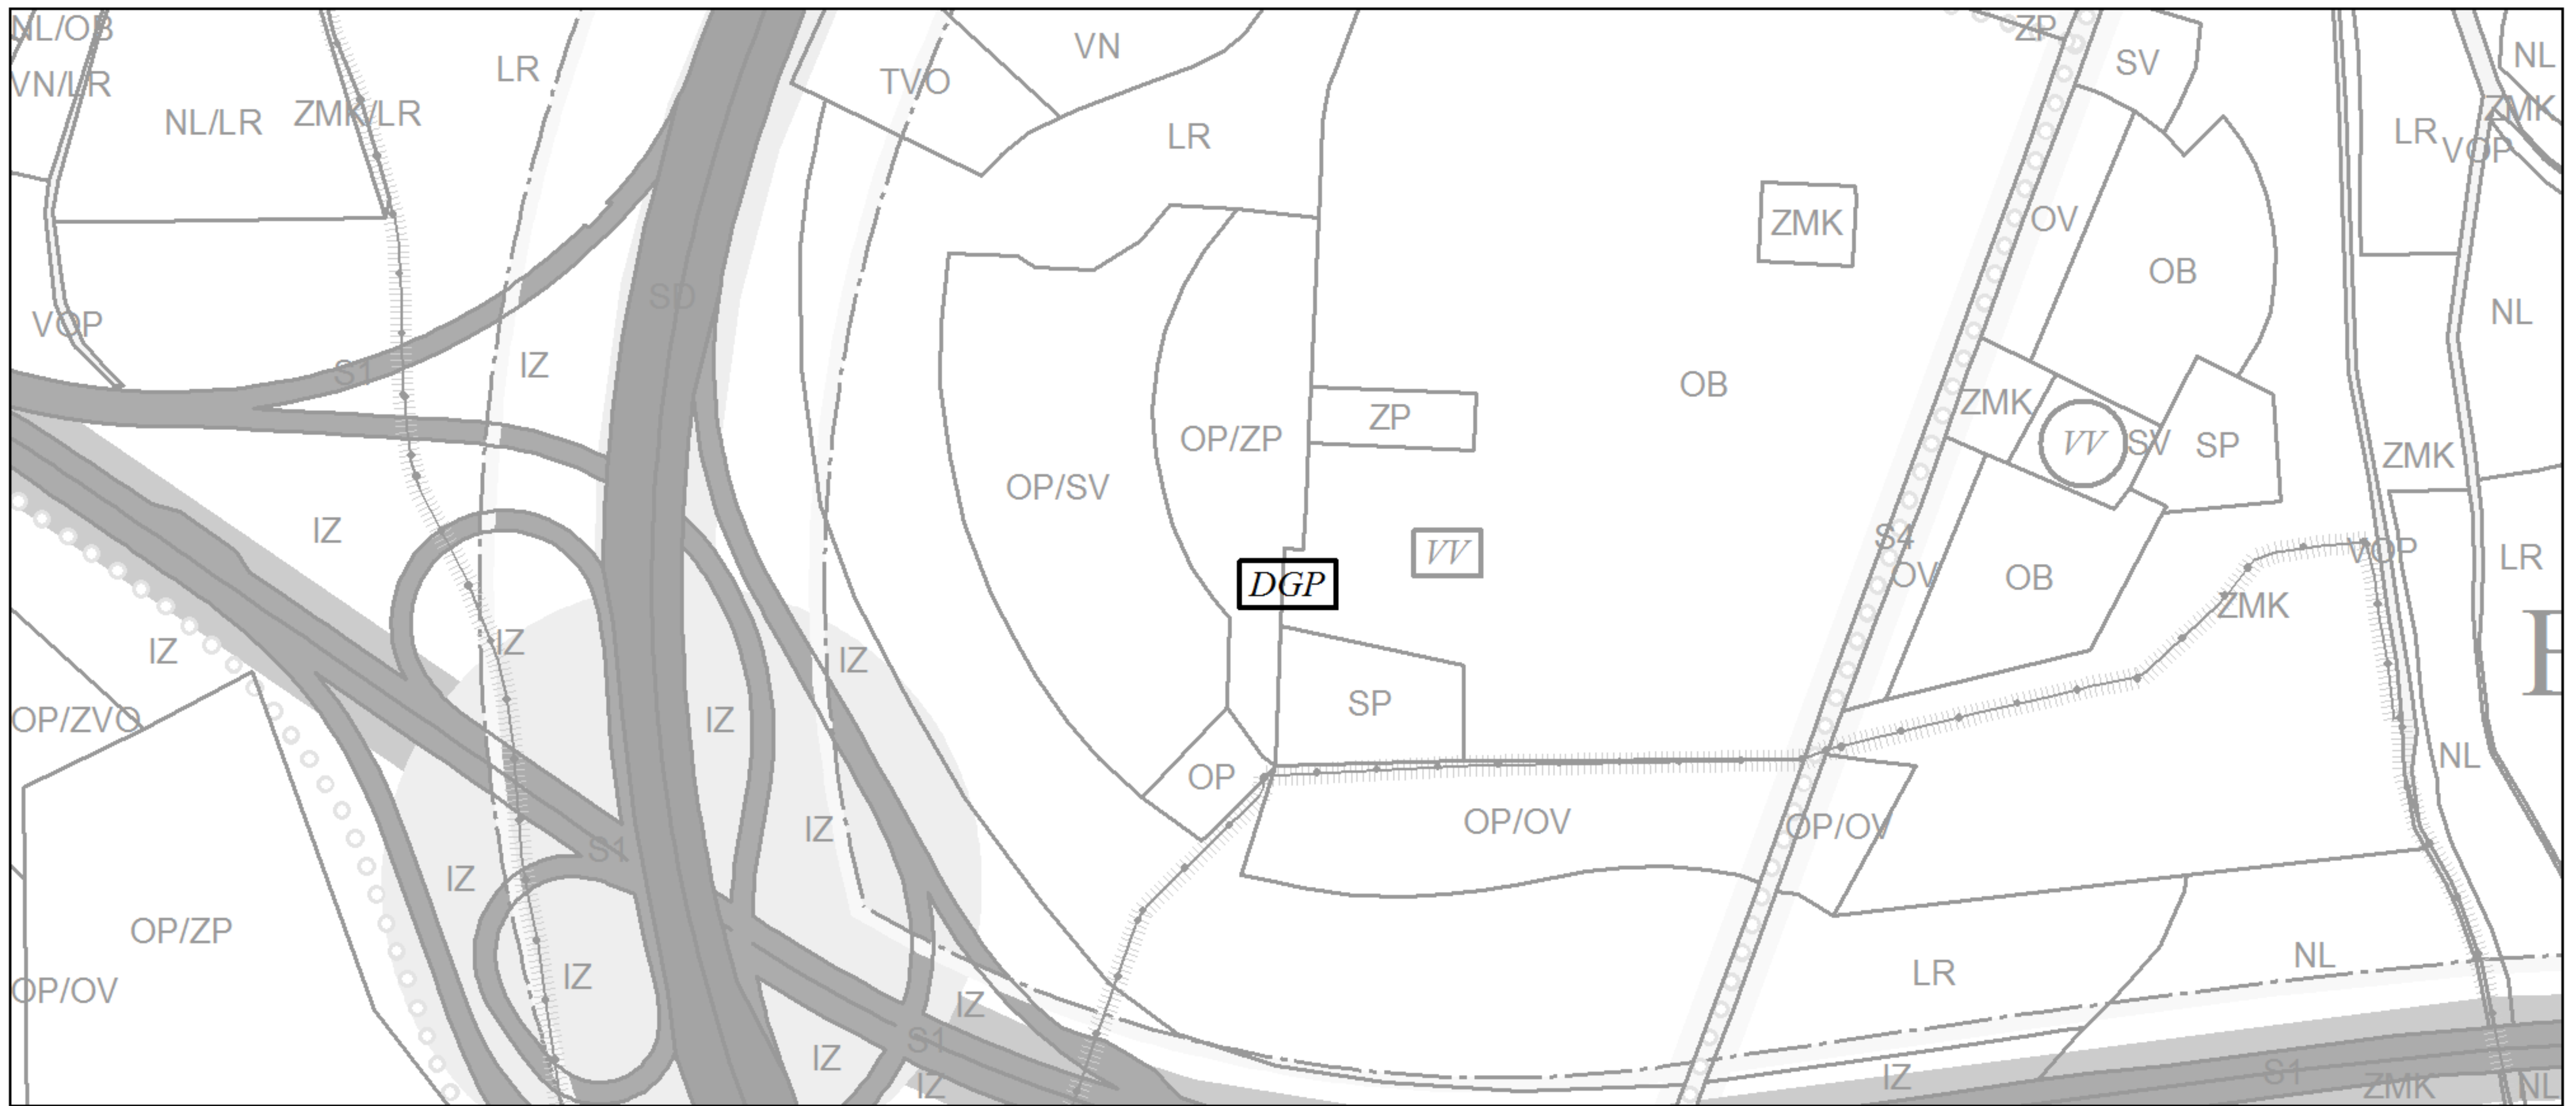 NL/OB
ZP
VN
SV
NL
LR
TVO
VN/LR
NL/LR
ZMK/LR
ZMK
LR
LR
VOP
OV
ZMK
OB
SD
NL
VOP
IZ
S1
OB
ZMK
ZP
OP/ZP
VV
SV
SP
ZMK
OP/SV
IZ
S4
VV
VOP
LR
DGP
OV
OB
ZMK
IZ
IZ
IZ
SP
OP/ZVO
IZ
NL
OP
OP/OV
OP/OV
IZ
S1
IZ
OP/ZP
NL
LR
IZ
OP/OV
IZ
S1
IZ
S1
IZ
IZ
ZMK
NL